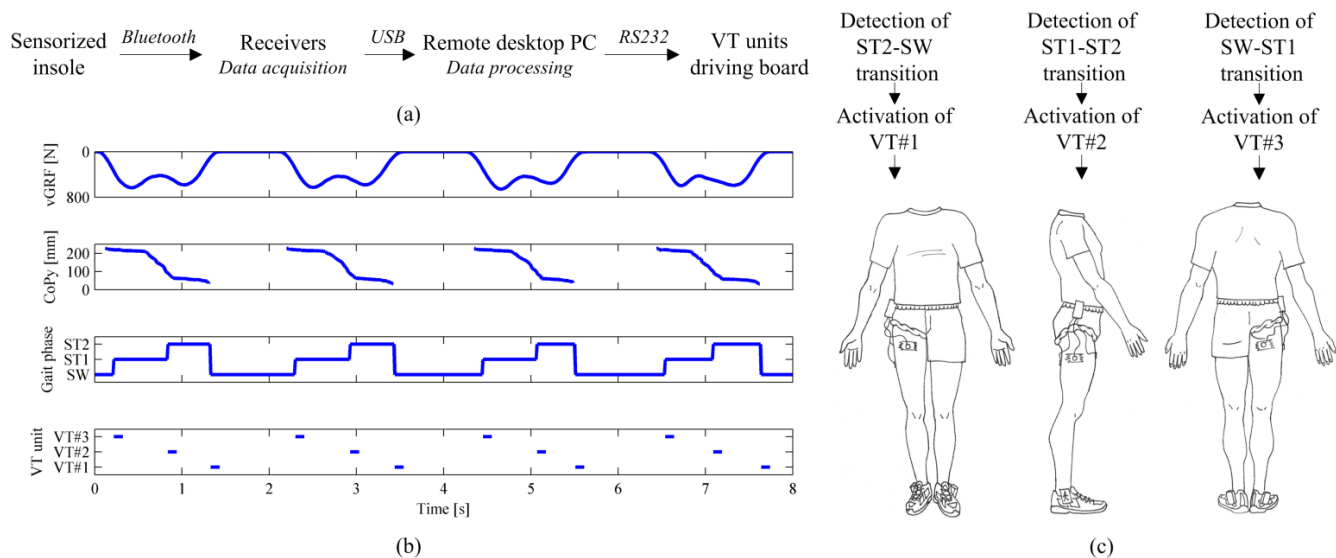 Sensorized
insole
Bluetooth
Receivers
Data acquisition
USB
Remote desktop PC
Data processing
RS232
VT units
driving board
(a)
vGRF [N]
0
800
CoPy [mm]
200
100
0
Gait phase
ST2
ST1
SW
VT unit
VT#3
VT#2
VT#1
0 1 2 3 4 5 6 7 8
Time [s]
(b)
Detection of
ST2-SW
transition
Activation of
VT#1
Detection of
ST1-ST2
transition
Activation of
VT#2
Detection of
SW-ST1
transition
Activation of
VT#3
(c)